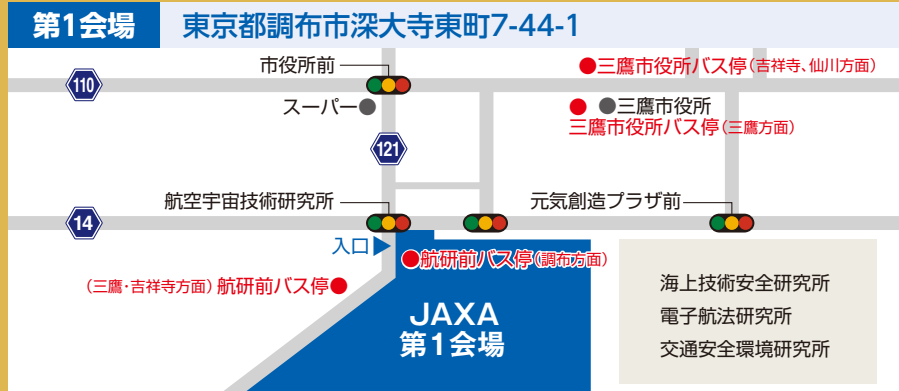 第1会場
東京都調布市深大寺東町7-44-1
市役所前
三鷹市役所バス停(吉祥寺、仙川方面)
110
スーパー
三鷹市役所
三鷹市役所バス停(三鷹方面)
121
航空宇宙技術研究所
元気創造プラザ前
14
入口
航研前バス停(調布方面)
(三鷹・吉祥寺方面)航研前バス停
海上技術安全研究所
電子航法研究所
交通安全環境研究所
JAXA
第1会場